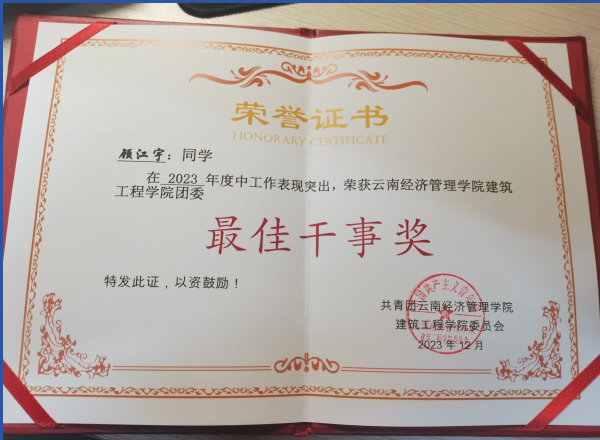 荣誉证书
HONORARY CERTIFICATE
顾江宇：同学
在 2023 年度中工作表现突出，荣获云南经济管理学院建筑
工程学院团委
最佳干事奖
特发此证，以资鼓励！
共青团云南经济管理学院
建筑工程学院委员会
2023 年 12 月